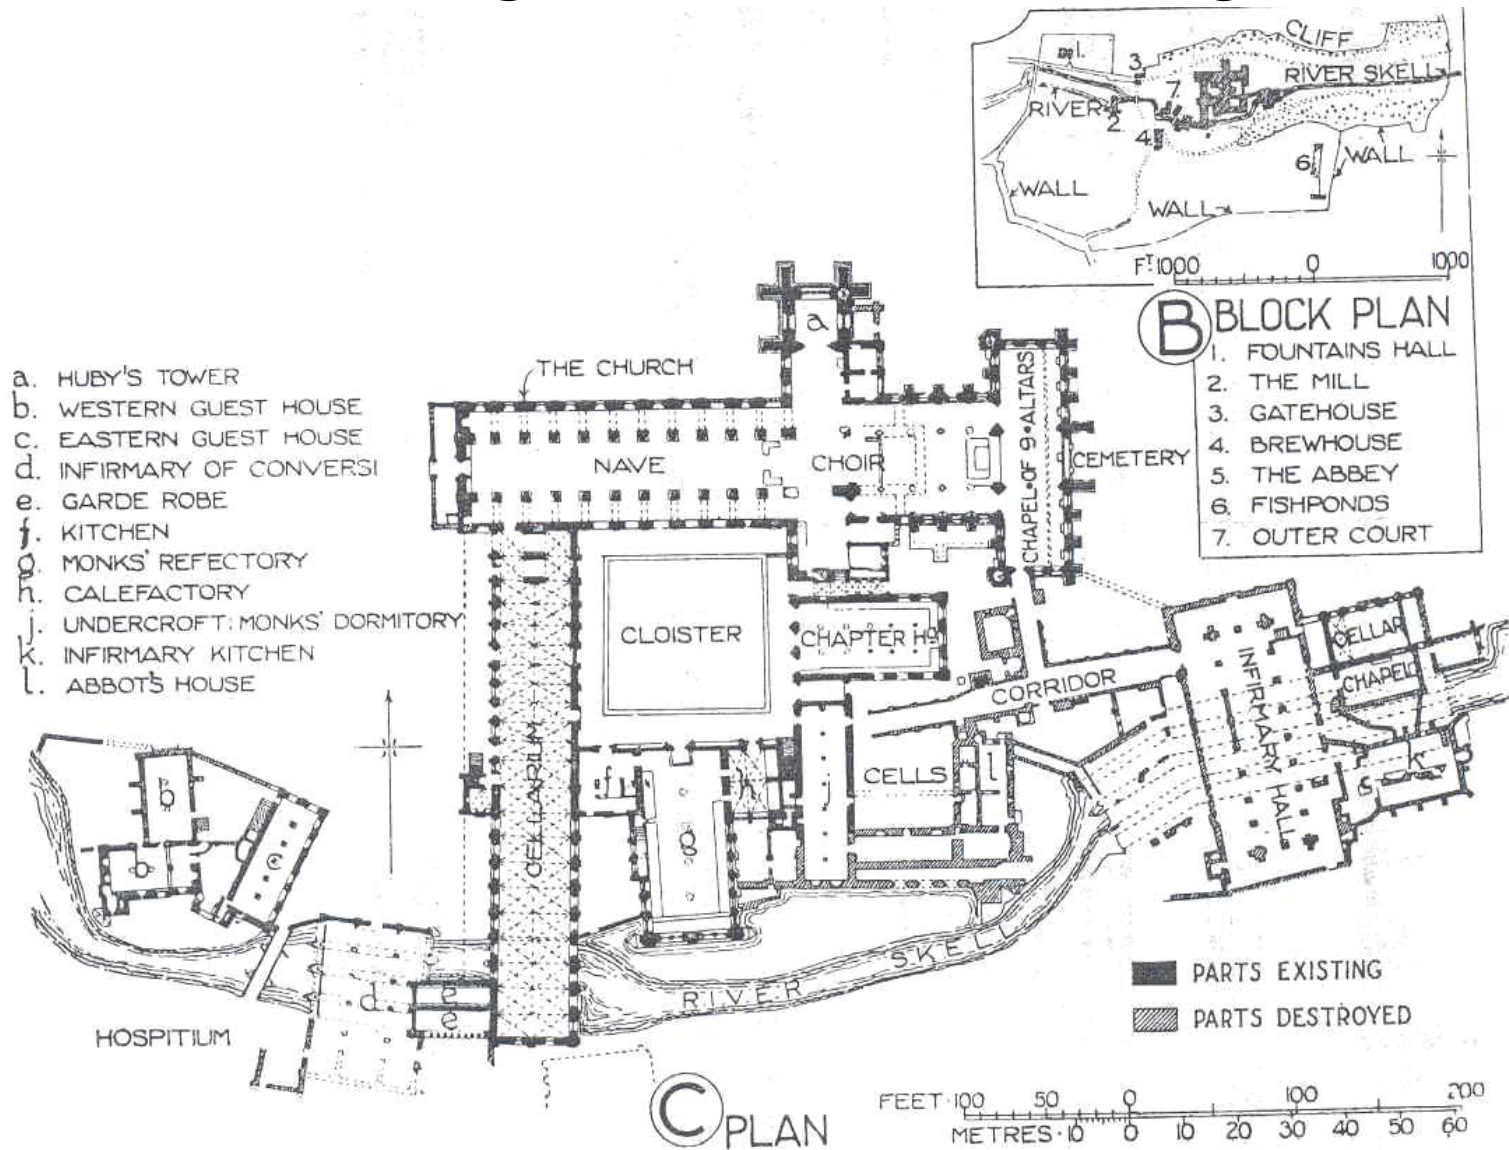 CLIFF
1.
3.
RIVER SKELL
7.
RIVER
2.
4.
6
WALL
WALL
WALL
FT 1000 0 1000
B BLOCK PLAN
1. FOUNTAINS HALL
2. THE MILL
3. GATEHOUSE
4. BREWHOUSE
5. THE ABBEY
6. FISHPONDS
7. OUTER COURT
a. HUBY'S TOWER
b. WESTERN GUEST HOUSE
c. EASTERN GUEST HOUSE
d. INFIRMARY OF CONVERSI
e. GARDE ROBE
f. KITCHEN
g. MONKS' REFECTORY
h. CALEFACTORY
j. UNDERCROFT: MONKS' DORMITORY
k. INFIRMARY KITCHEN
l. ABBOT'S HOUSE
a
THE CHURCH
NAVE
CHOIR
CHAPEL·OF 9·ALTARS
CEMETERY
CLOISTER
CHAPTER HO
CORRIDOR
INFIRMARY HALL
CELLAR
CHAPEL
CELLARIUM
CELLS
f
g
h
j
l
k
b
b
c
d
e
e
RIVER SKELL
HOSPITIUM
PARTS EXISTING
PARTS DESTROYED
C PLAN
FEET·100 50 0 100 200
METRES·10 0 10 20 30 40 50 60